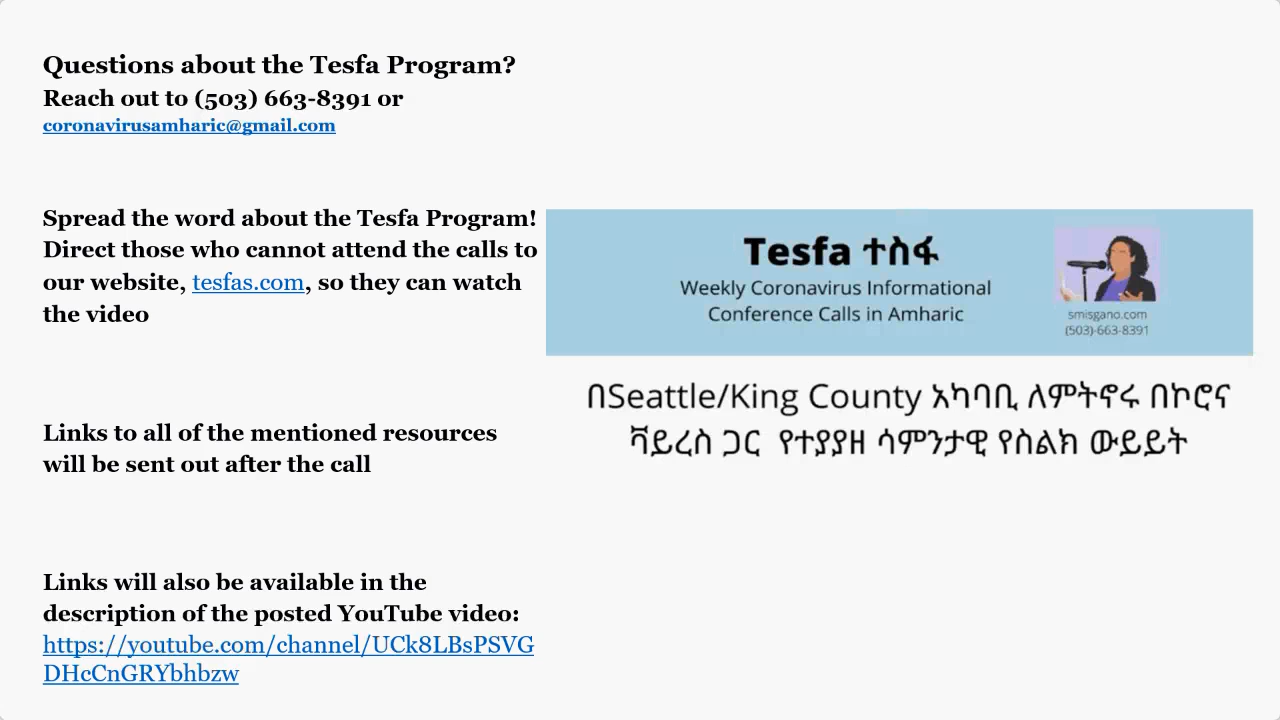 Questions about the Tesfa Program?
Reach out to (503) 663-8391 or
coronavirusamharic@gmail.com
Spread the word about the Tesfa Program!
Direct those who cannot attend the calls to
our website, tesfas.com, so they can watch
the video
Links to all of the mentioned resources
will be sent out after the call
Links will also be available in the
description of the posted YouTube video:
https://youtube.com/channel/UCk8LBsPSVG
DHcCnGRYbhbzw
Tesfa ተስፋ
Weekly Coronavirus Informational
Conference Calls in Amharic
smisgano.com
(503)-663-8391
በSeattle/King County አካባቢ ለምትኖሩ በኮሮና
ቫይረስ ጋር የተያያዘ ሳምንታዊ የስልክ ውይይት